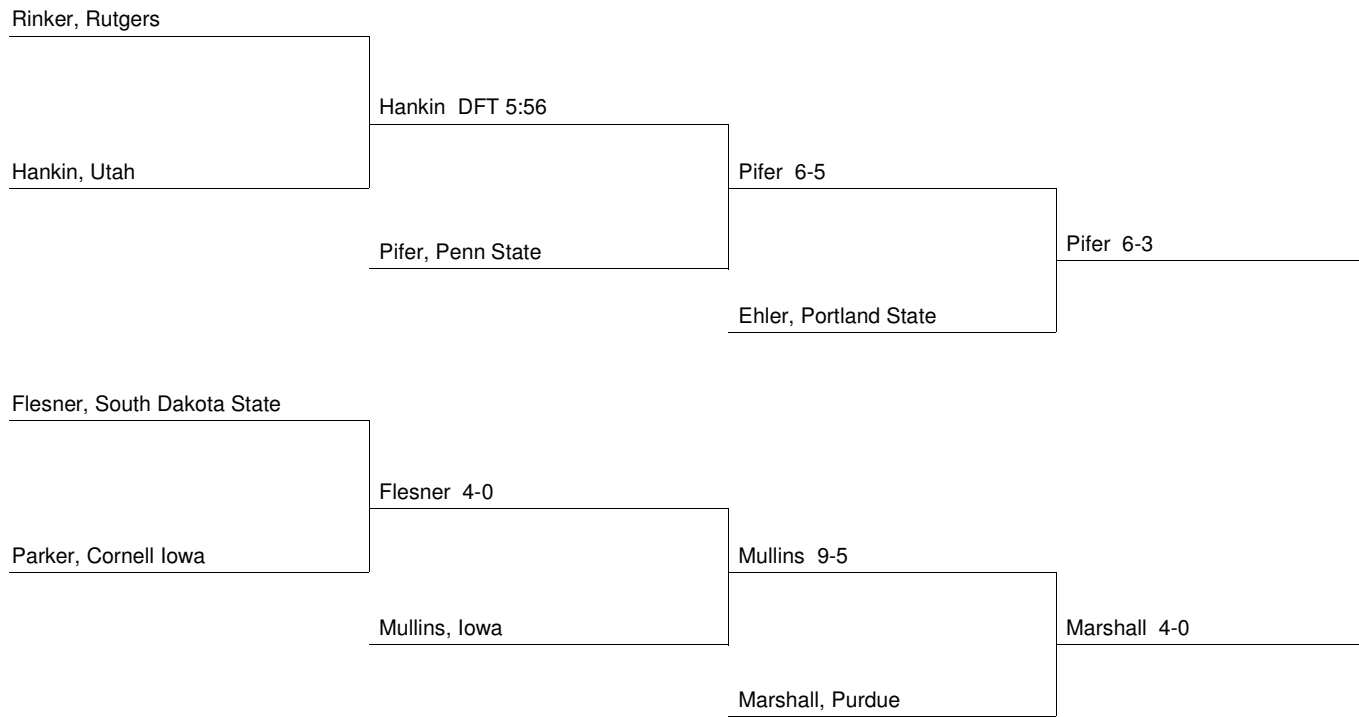 Rinker, Rutgers
Hankin  DFT 5:56
Hankin, Utah
Pifer  6-5
Pifer, Penn State
Pifer  6-3
Ehler, Portland State
Flesner, South Dakota State
Flesner  4-0
Parker, Cornell Iowa
Mullins  9-5
Mullins, Iowa
Marshall  4-0
Marshall, Purdue